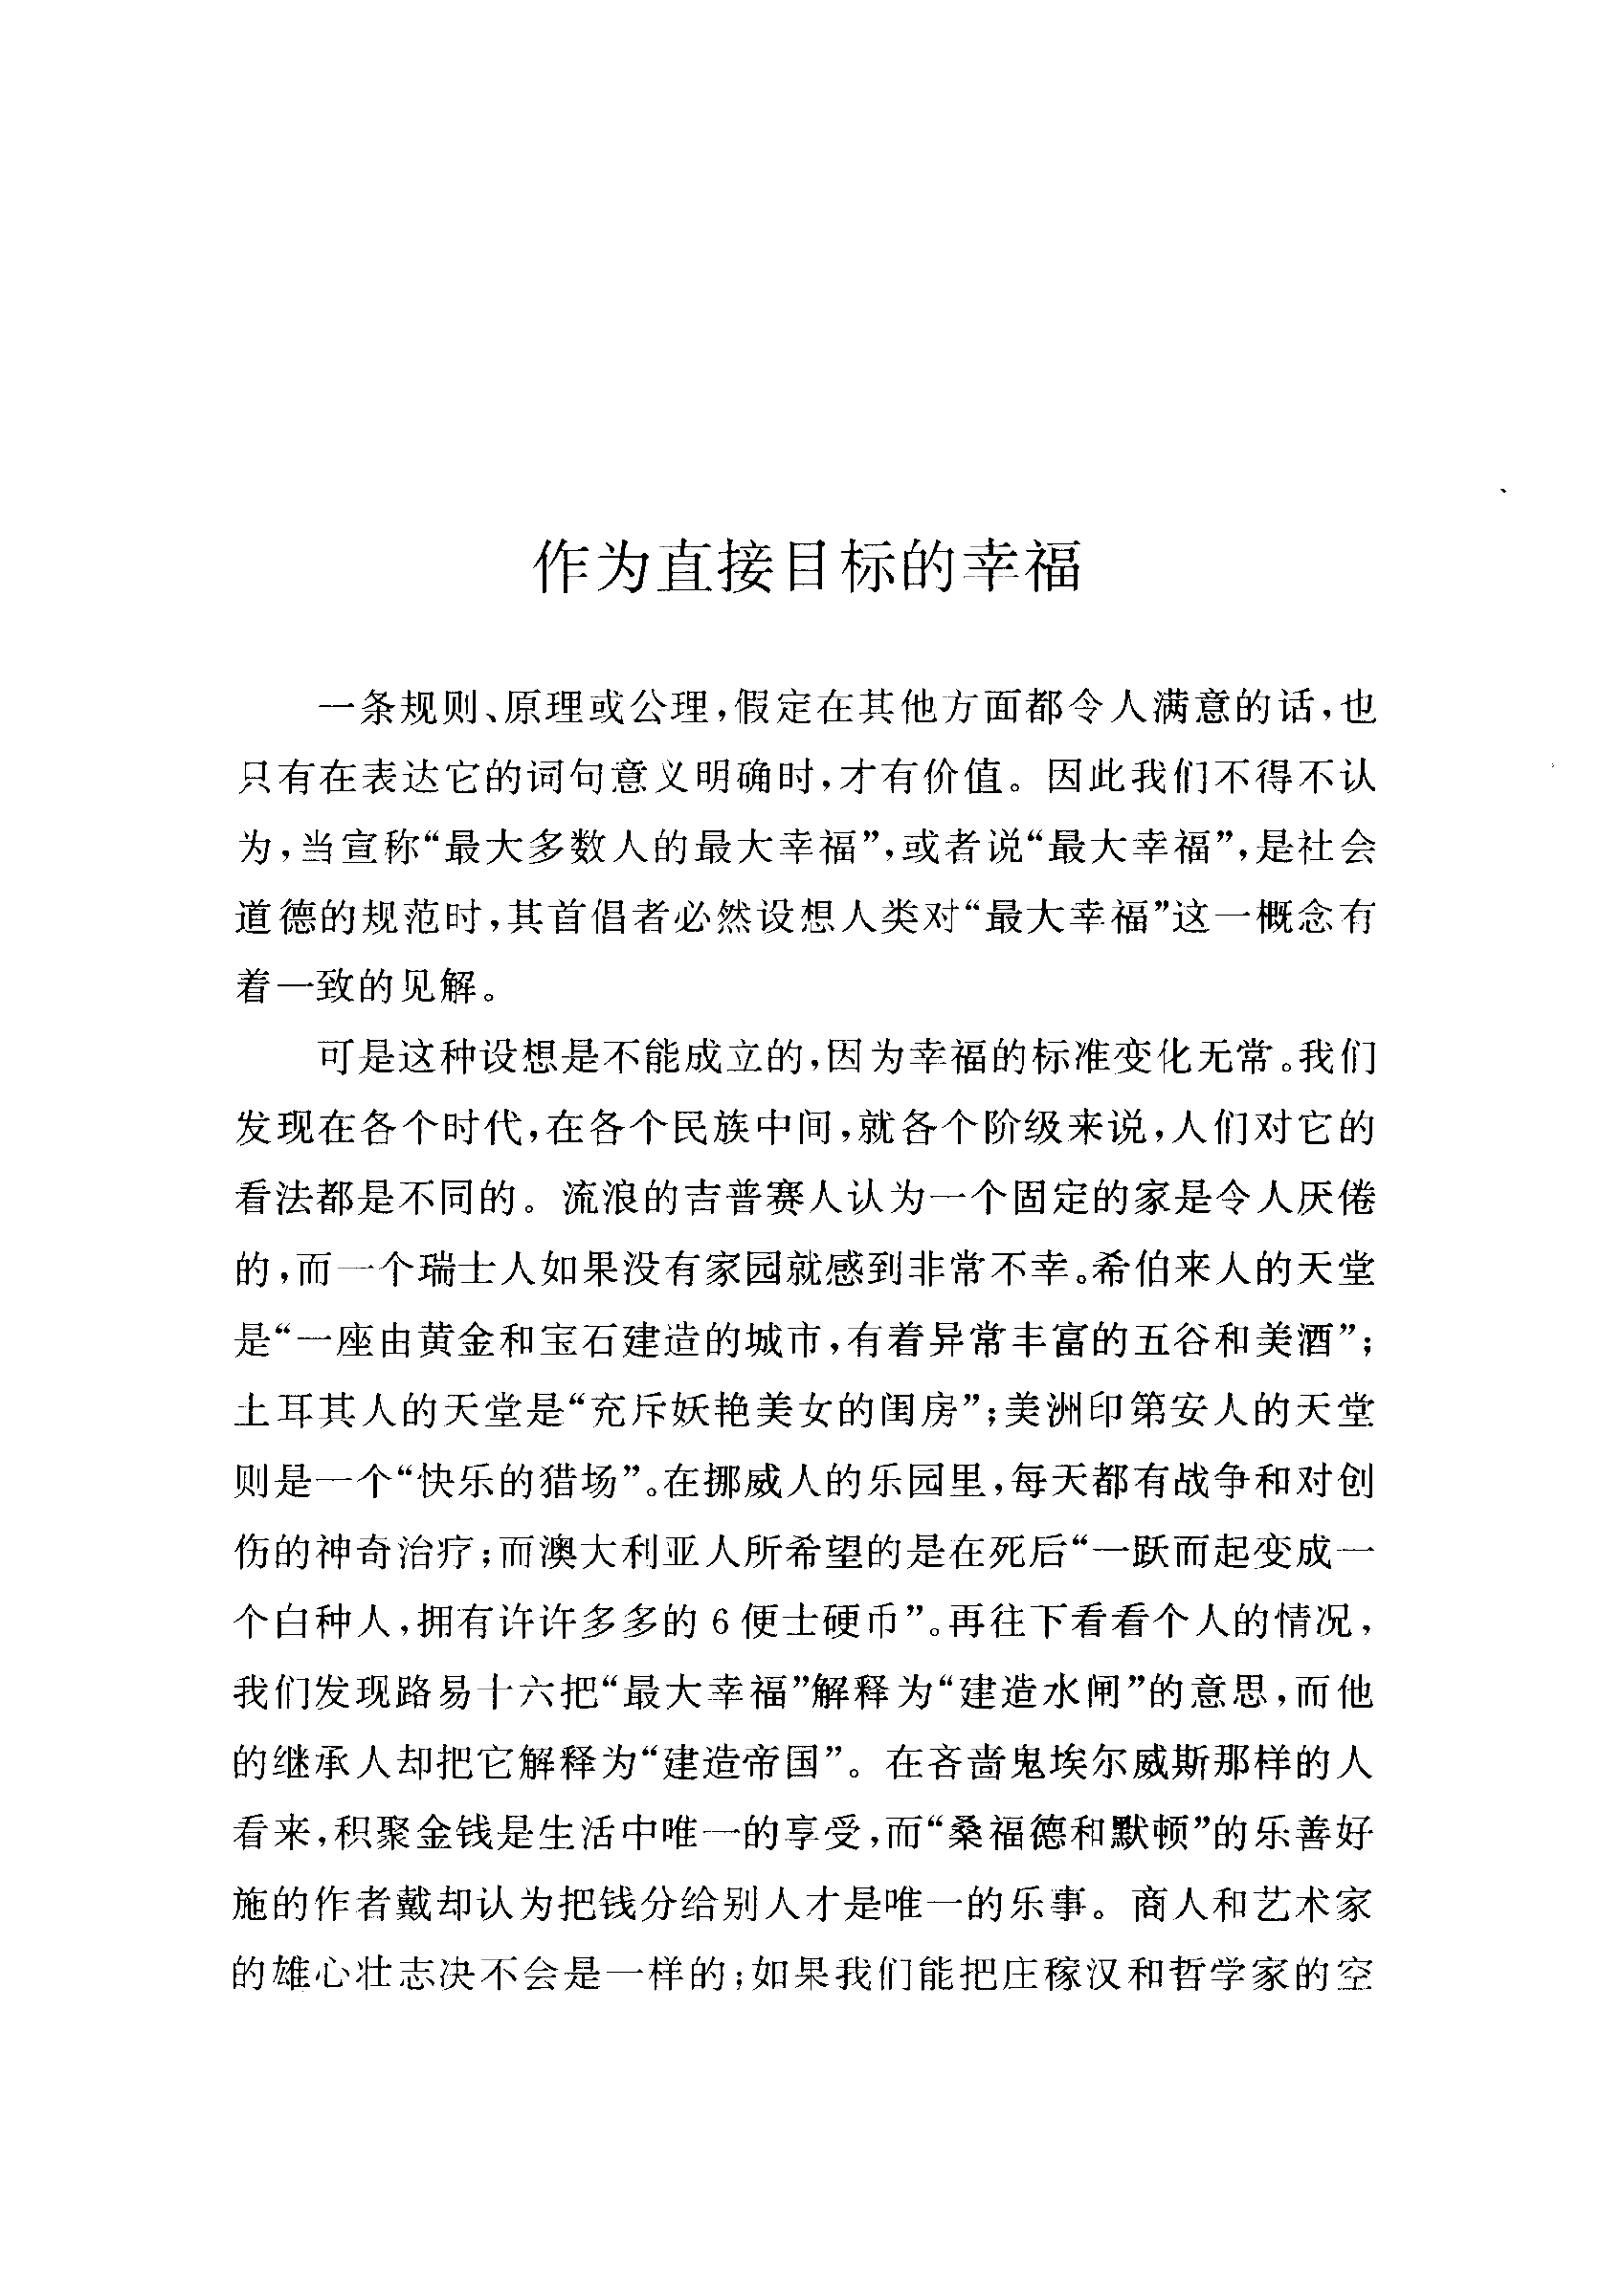 作为直接目标的幸福
一条规则、原理或公理,假定在其他方面都令人满意的话,也
只有在表达它的词句意义明确时,才有价值。因此我们不得不认
为,当宣称“最大多数人的最大幸福”,或者说“最大幸福”,是社会
道德的规范时,其首倡者必然设想人类对“最大幸福”这一概念有
着一致的见解。
可是这种设想是不能成立的,因为幸福的标准变化无常。我们
发现在各个时代,在各个民族中间,就各个阶级来说,人们对它的
看法都是不同的。流浪的吉普赛人认为一个固定的家是令人厌倦
的,而一个瑞士人如果没有家园就感到非常不幸。希伯来人的天堂
是“一座由黄金和宝石建造的城市,有着异常丰富的五谷和美酒”;
土耳其人的天堂是“充斥妖艳美女的闺房”;美洲印第安人的天堂
则是一个“快乐的猎场”。在挪威人的乐园里,每天都有战争和对创
伤的神奇治疗;而澳大利亚人所希望的是在死后“一跃而起变成一
个白种人,拥有许许多多的6便士硬币”。再往下看看个人的情况,
我们发现路易十六把“最大幸福”解释为“建造水闸”的意思,而他
的继承人却把它解释为“建造帝国”。在吝啬鬼埃尔威斯那样的人
看来,积聚金钱是生活中唯一的享受,而“桑福德和默顿”的乐善好
施的作者戴却认为把钱分给别人才是唯一的乐事。商人和艺术家
的雄心壮志决不会是一样的;如果我们能把庄稼汉和哲学家的空